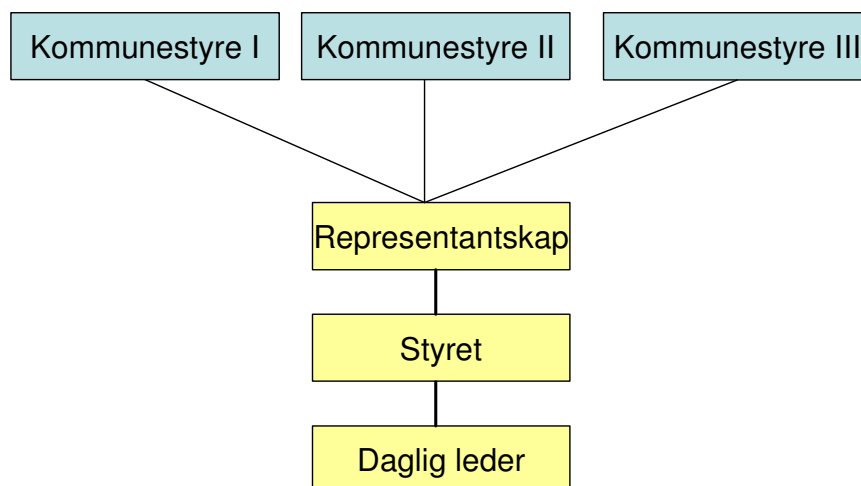 Kommunestyre I
Kommunestyre II
Kommunestyre III
Representantskap
Styret
Daglig leder